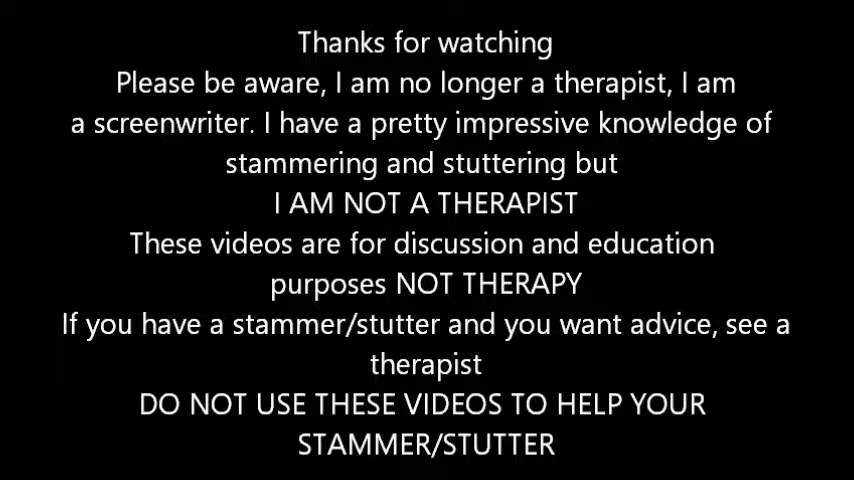 Thanks for watching
Please be aware, I am no longer a therapist, I am
a screenwriter. I have a pretty impressive knowledge of
stammering and stuttering but
I AM NOT A THERAPIST
These videos are for discussion and education
purposes NOT THERAPY
If you have a stammer/stutter and you want advice, see a
therapist
DO NOT USE THESE VIDEOS TO HELP YOUR
STAMMER/STUTTER